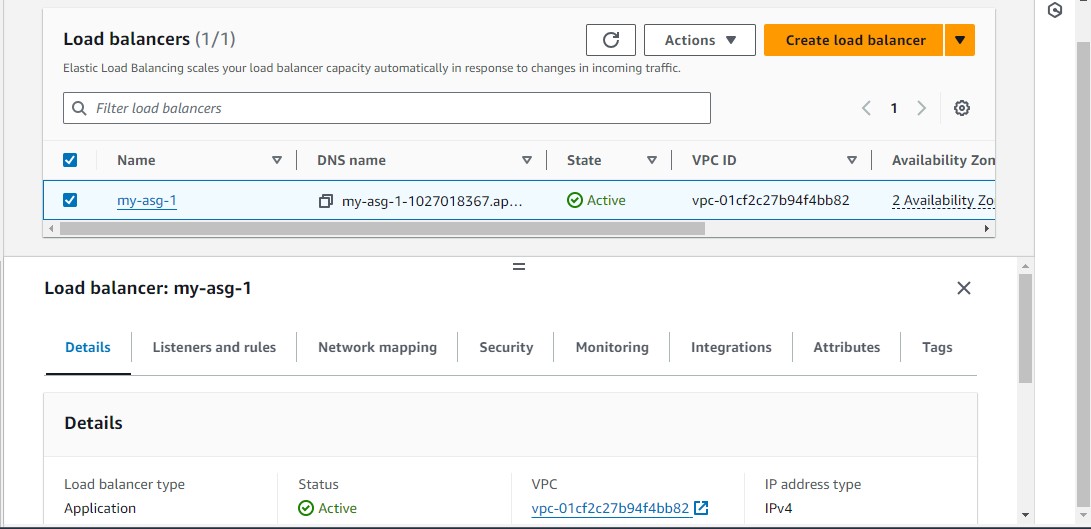 Load balancers (1/1)
Actions
Create load balancer
Elastic Load Balancing scales your load balancer capacity automatically in response to changes in incoming traffic.
Filter load balancers
1
Name DNS name State VPC ID Availability Zon
my-asg-1 my-asg-1-1027018367.ap... Active vpc-01cf2c27b94f4bb82 2 Availability Zo
Load balancer: my-asg-1
Details Listeners and rules Network mapping Security Monitoring Integrations Attributes Tags
Details
Load balancer type Status VPC IP address type
Application Active vpc-01cf2c27b94f4bb82 IPv4